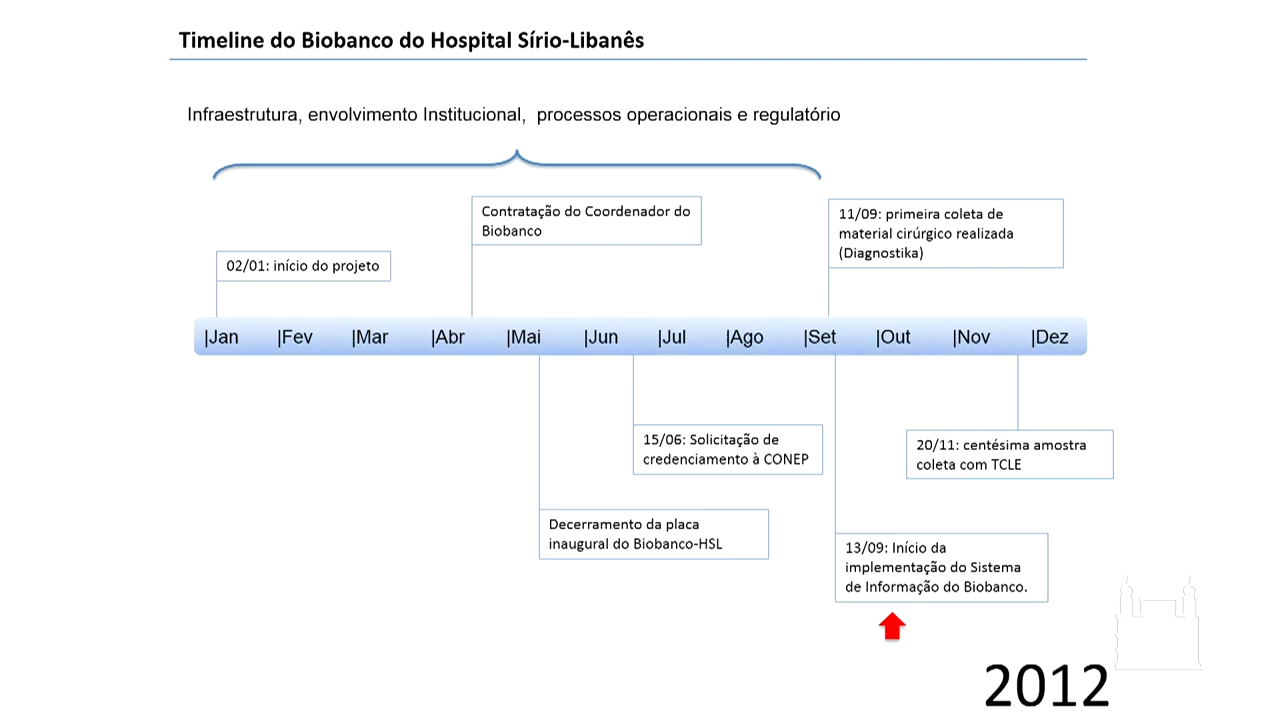 Timeline do Biobanco do Hospital Sírio-Libanês
Infraestrutura, envolvimento Institucional,  processos operacionais e regulatório
Contratação do Coordenador do
Biobanco
11/09: primeira coleta de
material cirúrgico realizada
(Diagnostika)
02/01: início do projeto
|Jan |Fev |Mar |Abr |Mai |Jun |Jul |Ago |Set |Out |Nov |Dez
15/06: Solicitação de
credenciamento à CONEP
20/11: centésima amostra
coleta com TCLE
Decerramento da placa
inaugural do Biobanco-HSL
13/09: Início da
implementação do Sistema
de Informação do Biobanco.
2012